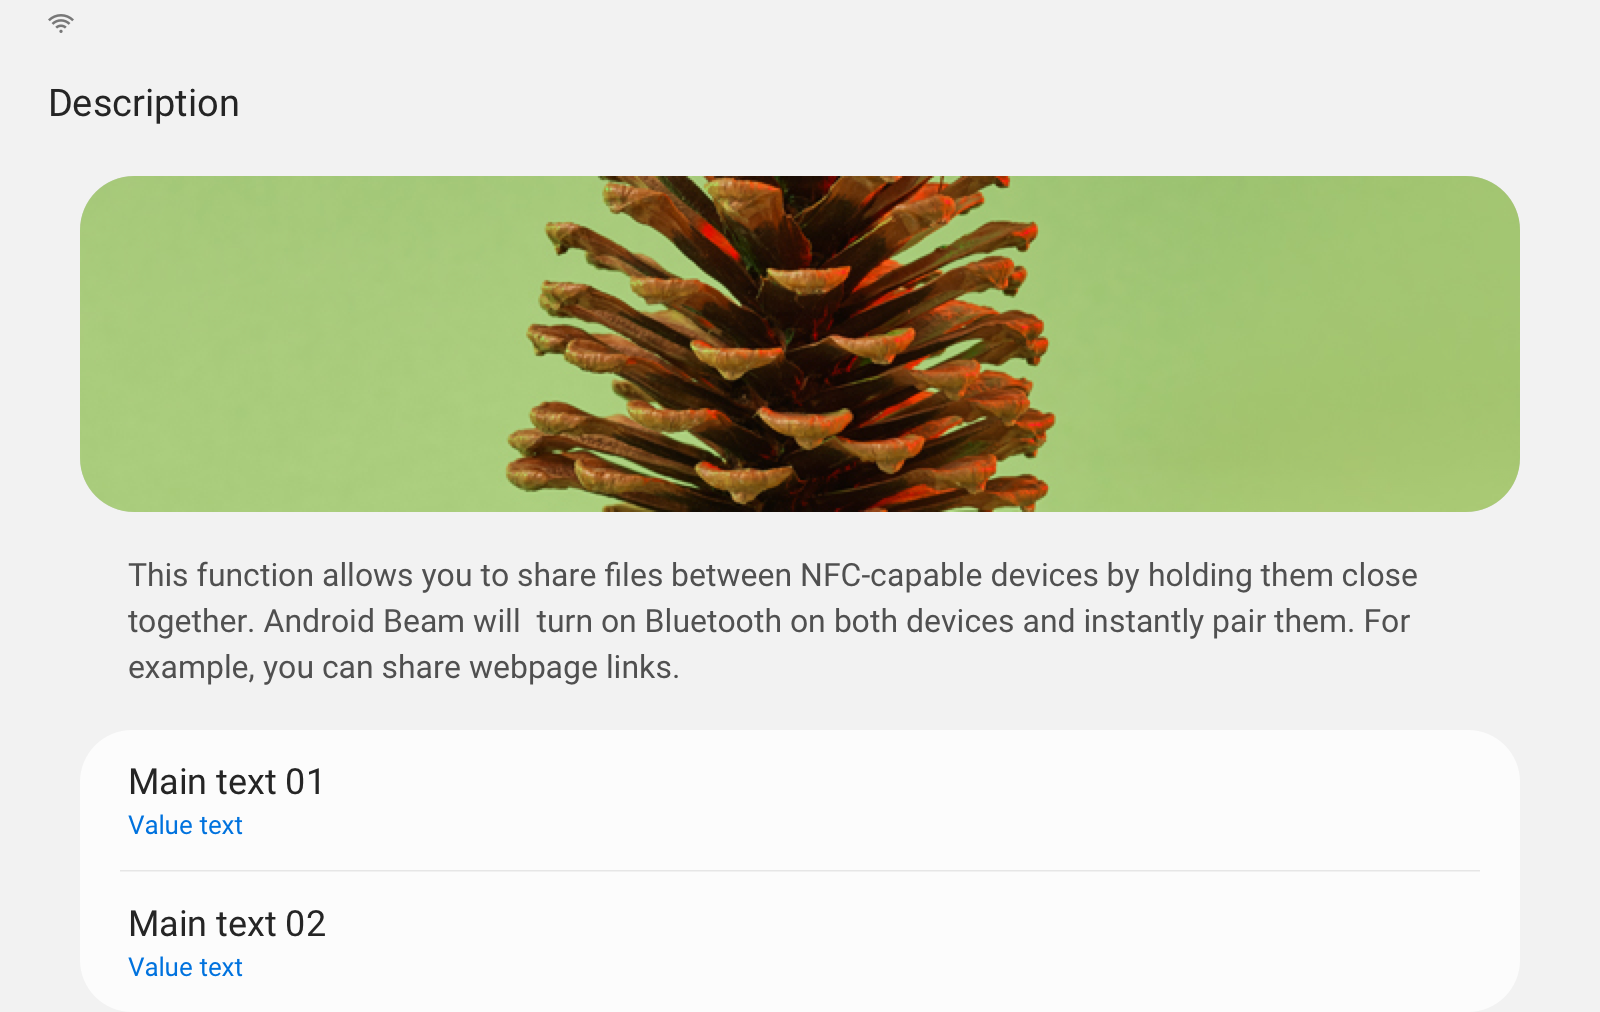 Description
This function allows you to share files between NFC-capable devices by holding them close
together. Android Beam will  turn on Bluetooth on both devices and instantly pair them. For
example, you can share webpage links.
Main text 01
Value text
Main text 02
Value text